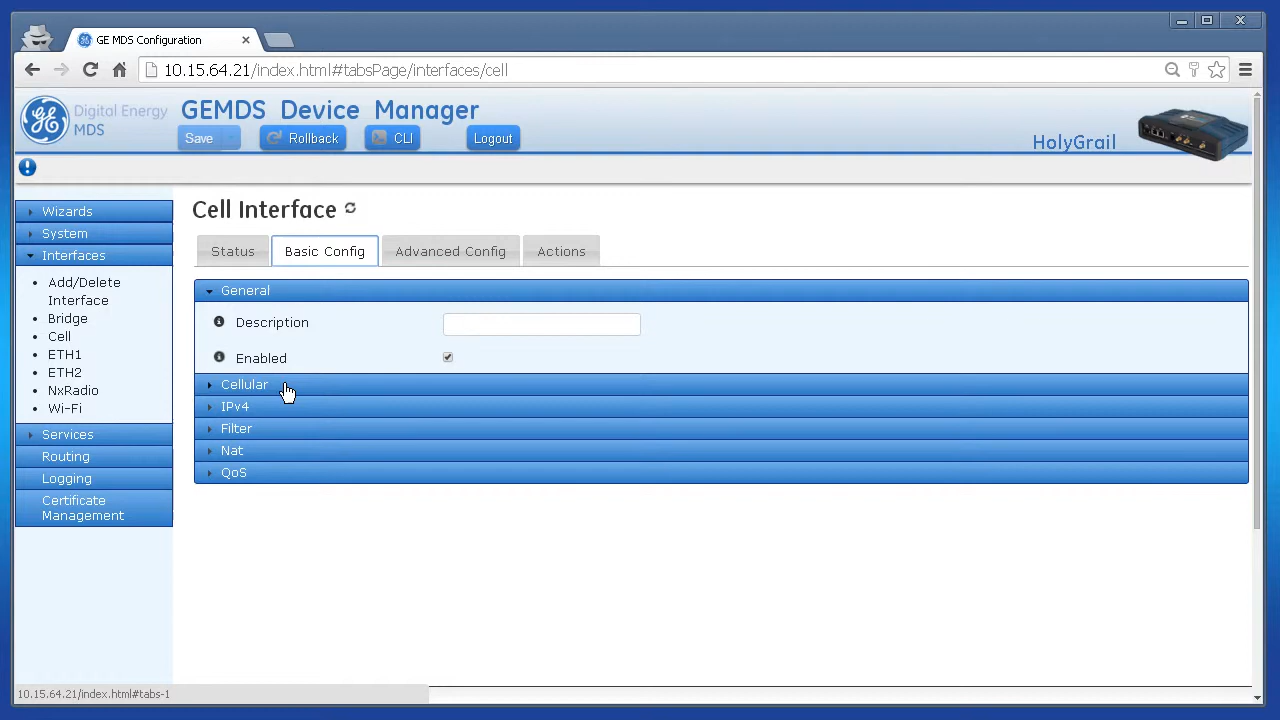 GE MDS Configuration
10.15.64.21/index.html#tabsPage/interfaces/cell
Digital Energy
MDS
GEMDS Device Manager
Save
Rollback
CLI
Logout
HolyGrail
Wizards
System
Interfaces
Add/Delete
Interface
Bridge
Cell
ETH1
ETH2
NxRadio
Wi-Fi
Services
Routing
Logging
Certificate
Management
Cell Interface
Status
Basic Config
Advanced Config
Actions
General
Description
Enabled
Cellular
IPv4
Filter
Nat
QoS
10.15.64.21/index.html#tabs-1